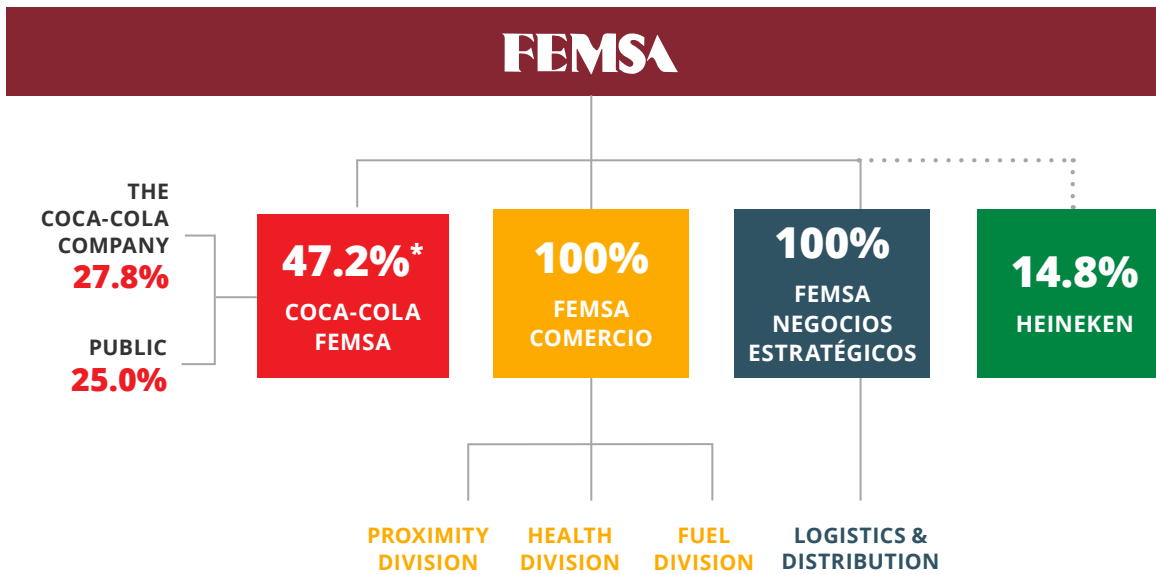 FEMSA
THE
COCA-COLA
COMPANY
27.8%
PUBLIC
25.0%
47.2%*
COCA-COLA
FEMSA
100%
FEMSA
COMERCIO
100%
FEMSA
NEGOCIOS
ESTRATÉGICOS
14.8%
HEINEKEN
PROXIMITY
DIVISION
HEALTH
DIVISION
FUEL
DIVISION
LOGISTICS &
DISTRIBUTION